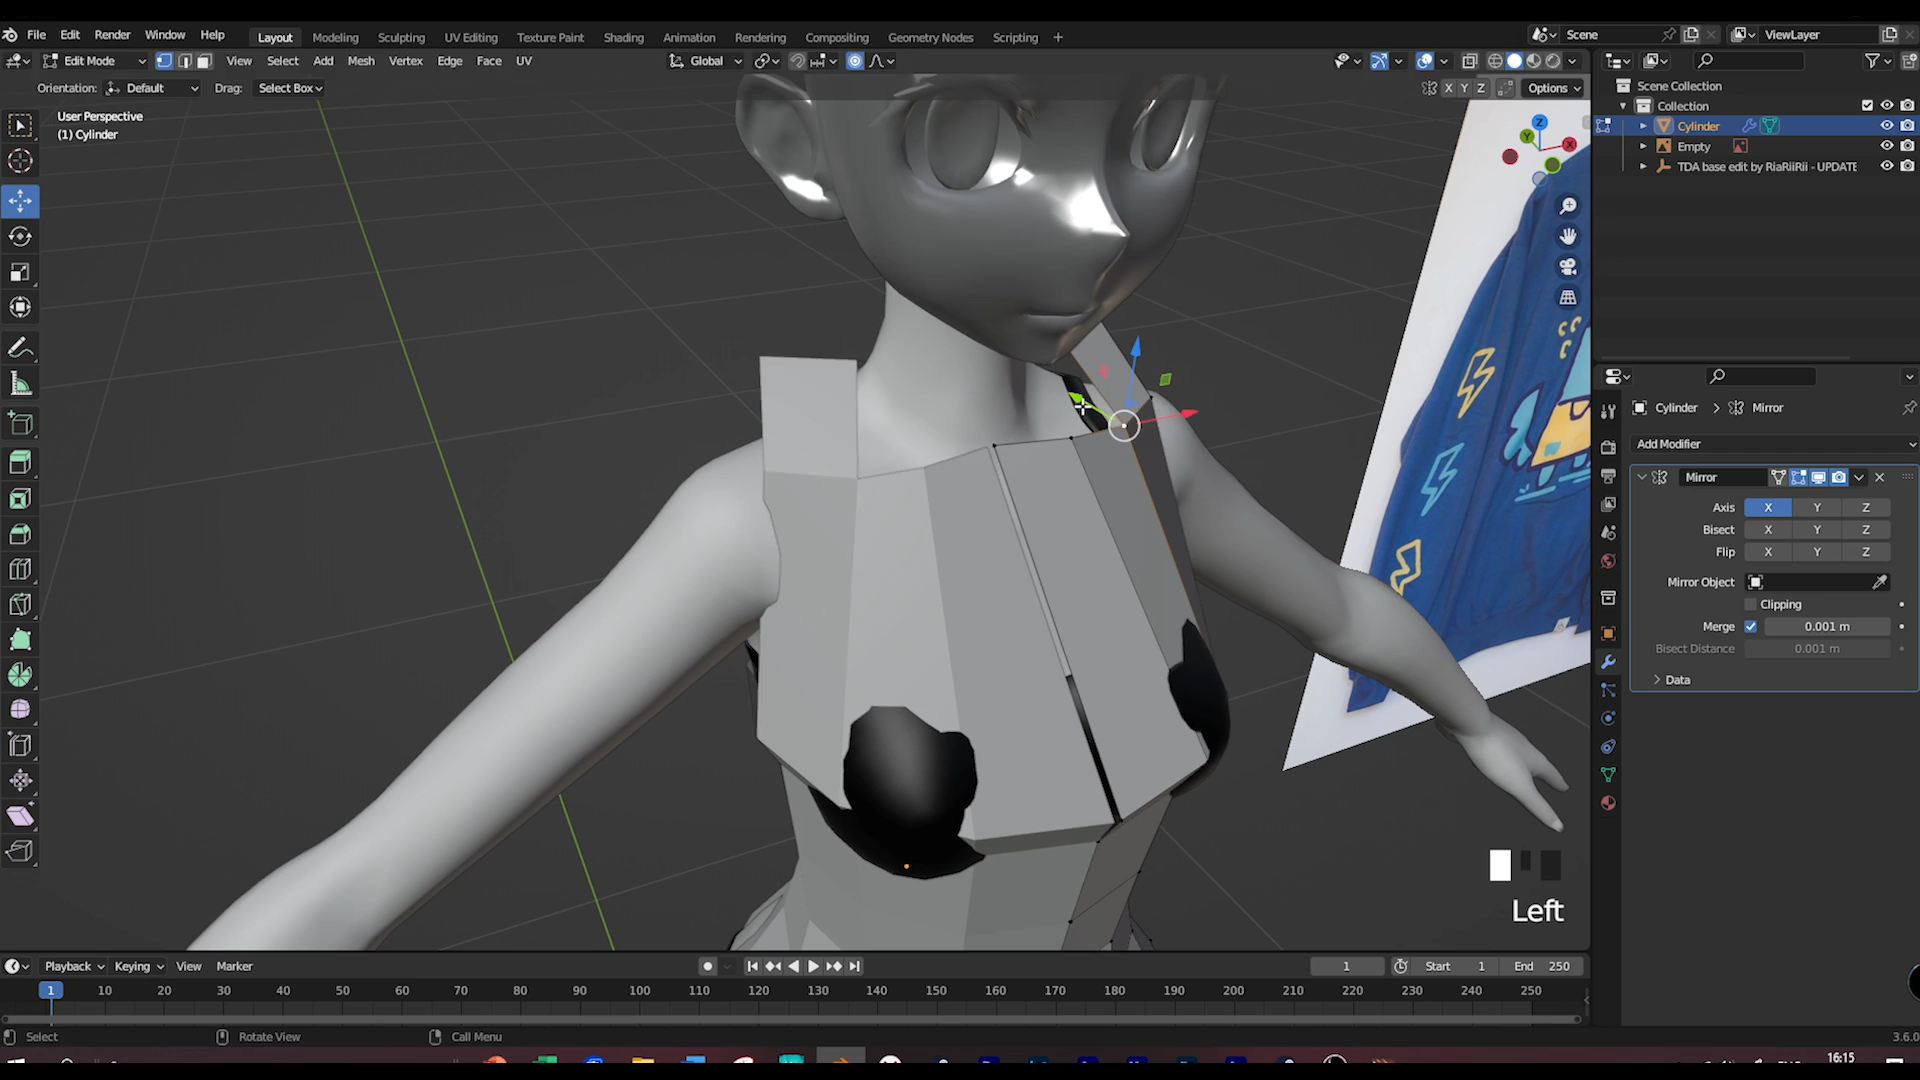 File Edit Render Window Help Layout Modeling Sculpting UV Editing Texture Paint Shading Animation Rendering Compositing Geometry Nodes Scripting + Scene ViewLayer
Edit Mode View Select Add Mesh Vertex Edge Face UV Global
Orientation: Default Drag: Select Box X Y Z Options
User Perspective
(1) Cylinder
Z
Y
X
Scene Collection
Collection
Cylinder
Empty
TDA base edit by RiaRiiRii - UPDATE
Cylinder > Mirror
Add Modifier
Mirror
Axis X Y Z
Bisect X Y Z
Flip X Y Z
Mirror Object
Clipping
Merge 0.001 m
Bisect Distance 0.001 m
Data
Left
Playback Keying View Marker 1 Start 1 End 250
1 10 20 30 40 50 60 70 80 90 100 110 120 130 140 150 160 170 180 190 200 210 220 230 240 250
Select Rotate View Call Menu 3.6.0
16:15